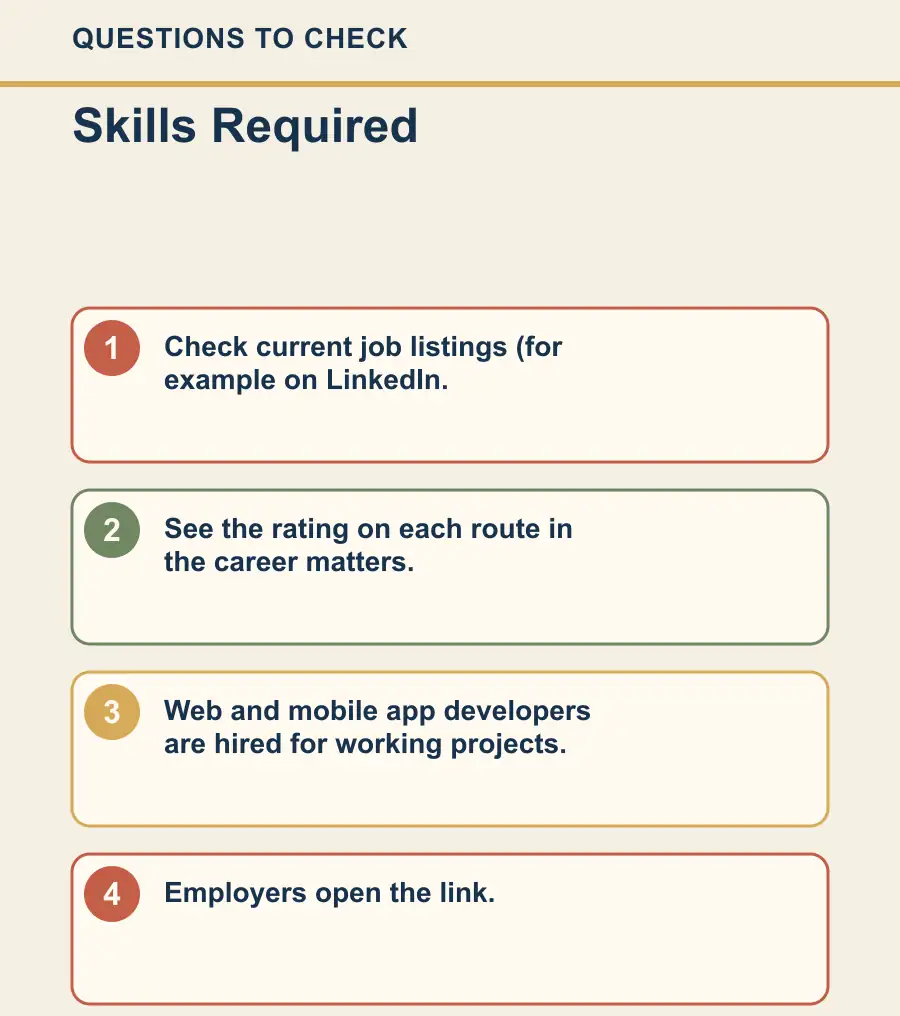 QUESTIONS TO CHECK
Skills Required
1
Check current job listings (for
example on LinkedIn.
2
See the rating on each route in
the career matters.
3
Web and mobile app developers
are hired for working projects.
4
Employers open the link.